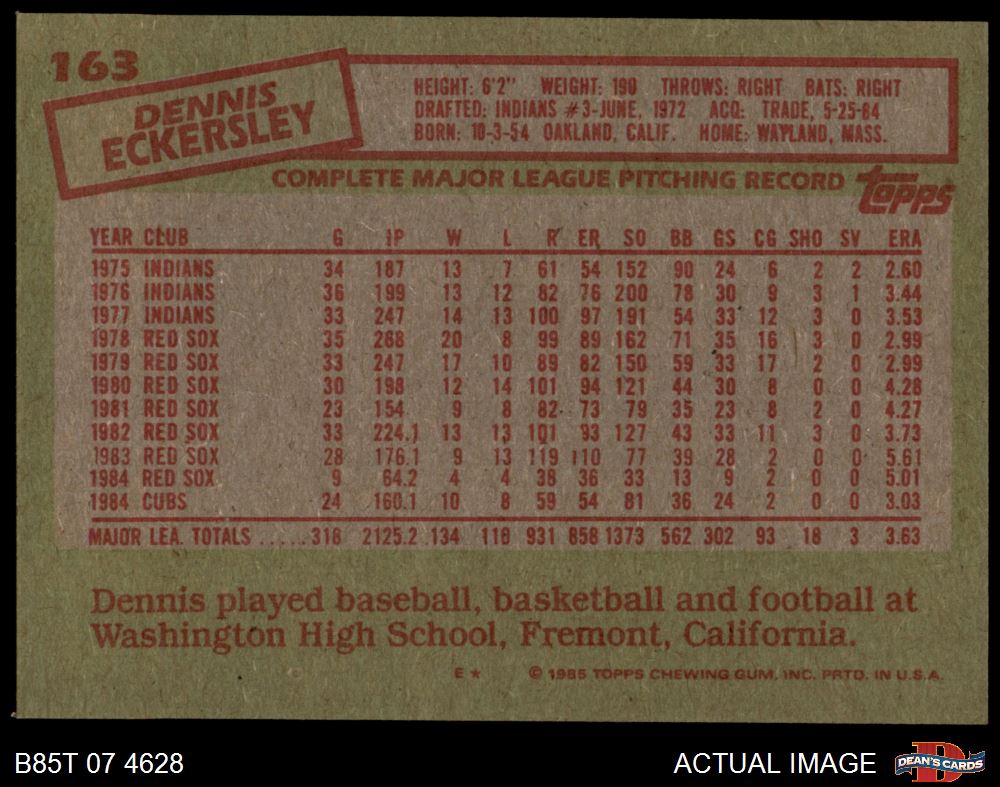 163
DENNIS
ECKERSLEY
HEIGHT: 6'2" WEIGHT: 190 THROWS: RIGHT BATS: RIGHT
DRAFTED: INDIANS #3-JUNE, 1972 ACQ: TRADE, 5-25-84
BORN: 10-3-54 OAKLAND, CALIF. HOME: WAYLAND, MASS.
COMPLETE MAJOR LEAGUE PITCHING RECORD topps
YEAR CLUB G IP W L R ER SO BB GS CG SHO SV ERA
1975 INDIANS 34 187 13 7 61 54 152 90 24 6 2 2 2.60
1976 INDIANS 36 199 13 12 82 76 200 78 30 9 3 1 3.44
1977 INDIANS 33 247 14 13 100 97 191 54 33 12 3 0 3.53
1978 RED SOX 35 268 20 8 99 89 162 71 35 16 3 0 2.99
1979 RED SOX 33 247 17 10 89 82 150 59 33 17 2 0 2.99
1980 RED SOX 30 198 12 14 101 94 121 44 30 8 0 0 4.28
1981 RED SOX 23 154 9 8 82 73 79 35 23 8 2 0 4.27
1982 RED SOX 33 224.1 13 13 101 93 127 43 33 11 3 0 3.73
1983 RED SOX 28 176.1 9 13 119 110 77 39 28 2 0 0 5.61
1984 RED SOX 9 64.2 4 4 38 36 33 13 9 2 0 0 5.01
1984 CUBS 24 160.1 10 8 59 54 81 36 24 2 0 0 3.03
MAJOR LEA. TOTALS ..... 318 2125.2 134 110 931 858 1373 562 302 93 18 3 3.63
Dennis played baseball, basketball and football at
Washington High School, Fremont, California.
E * © 1985 TOPPS CHEWING GUM, INC. PRTD. IN U.S.A.
B85T 07 4628 ACTUAL IMAGE DEAN'S CARDS